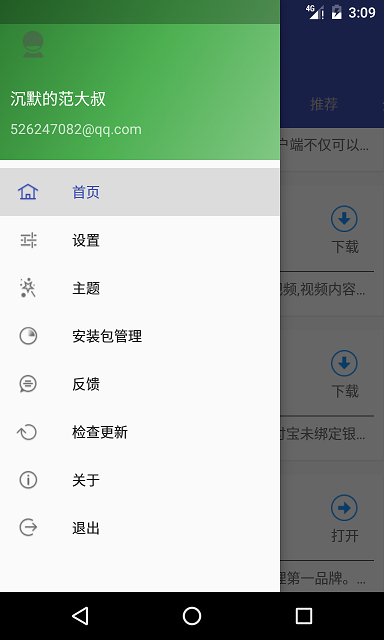 4G 3:09
沉默的范大叔
526247082@qq.com
推荐
户端不仅可以...
首页
设置
下载
主题
视频,视频内容...
安装包管理
反馈
下载
检查更新
付宝未绑定银...
关于
退出
打开
理第一品牌。...